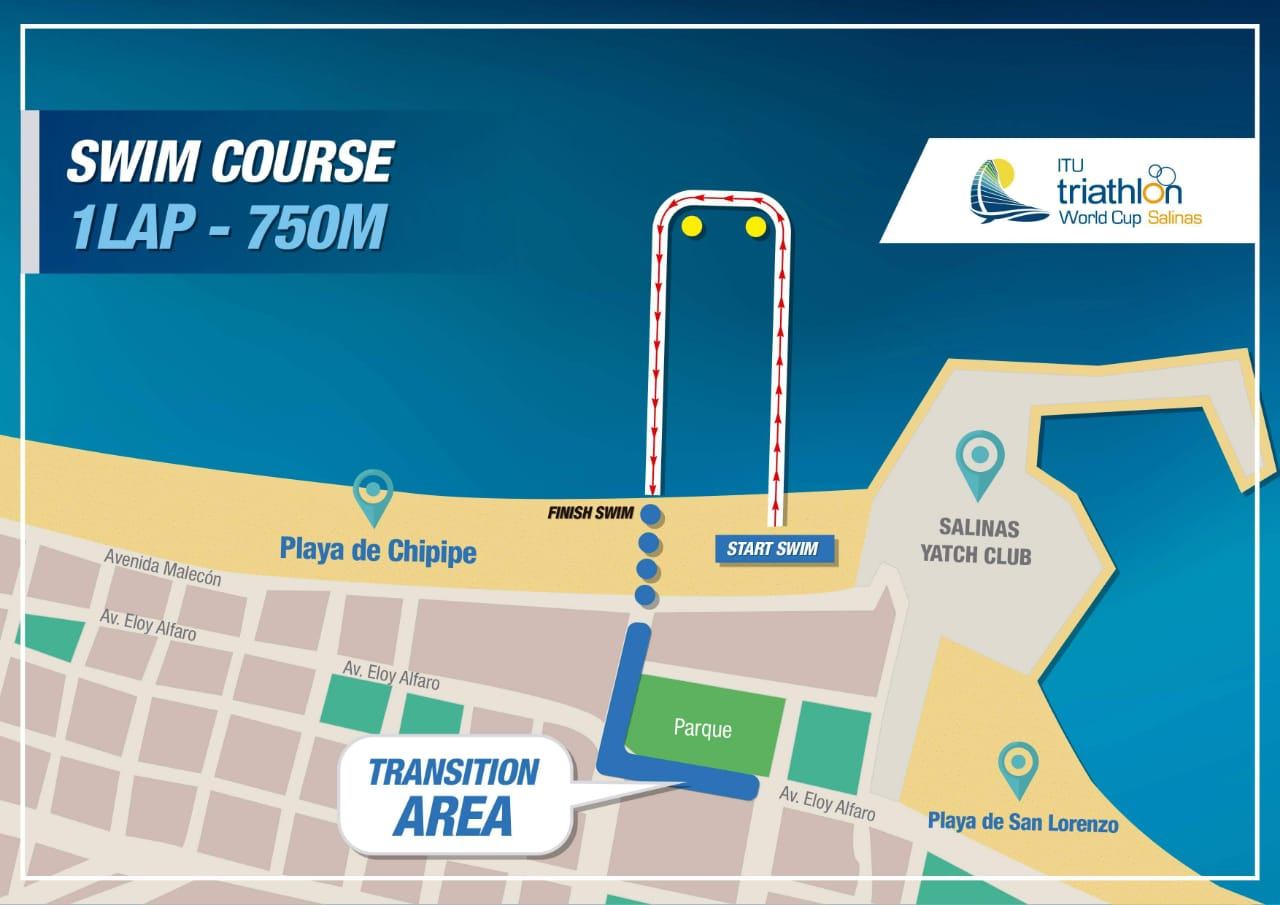 SWIM COURSE
1LAP - 750M
ITU
triathlon
World Cup Salinas
FINISH SWIM
START SWIM
Playa de Chipipe
SALINAS
YATCH CLUB
Avenida Malecón
Av. Eloy Alfaro
Av. Eloy Alfaro
Parque
TRANSITION
AREA
Av. Eloy Alfaro
Playa de San Lorenzo